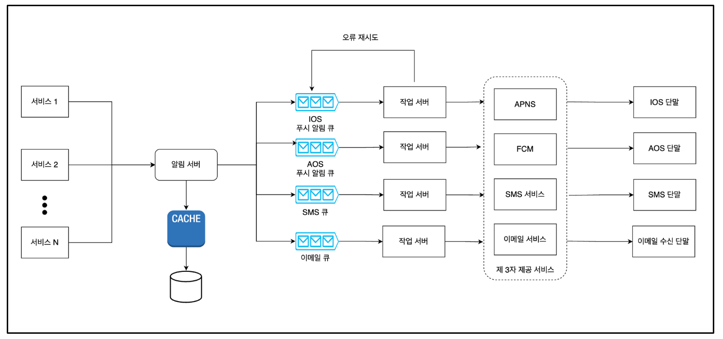 오류 재시도
서비스 1
IOS
푸시 알림 큐
작업 서버
APNS
IOS 단말
서비스 2
알림 서버
AOS
푸시 알림 큐
작업 서버
FCM
AOS 단말
CACHE
SMS 큐
작업 서버
SMS 서비스
SMS 단말
서비스 N
이메일 큐
작업 서버
이메일 서비스
이메일 수신 단말
제 3자 제공 서비스